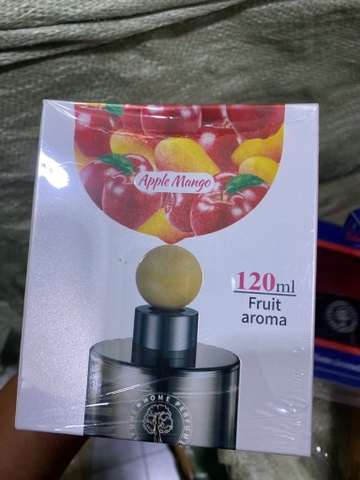 Apple Mango
120ml
Fruit
aroma
HOME PERFUME